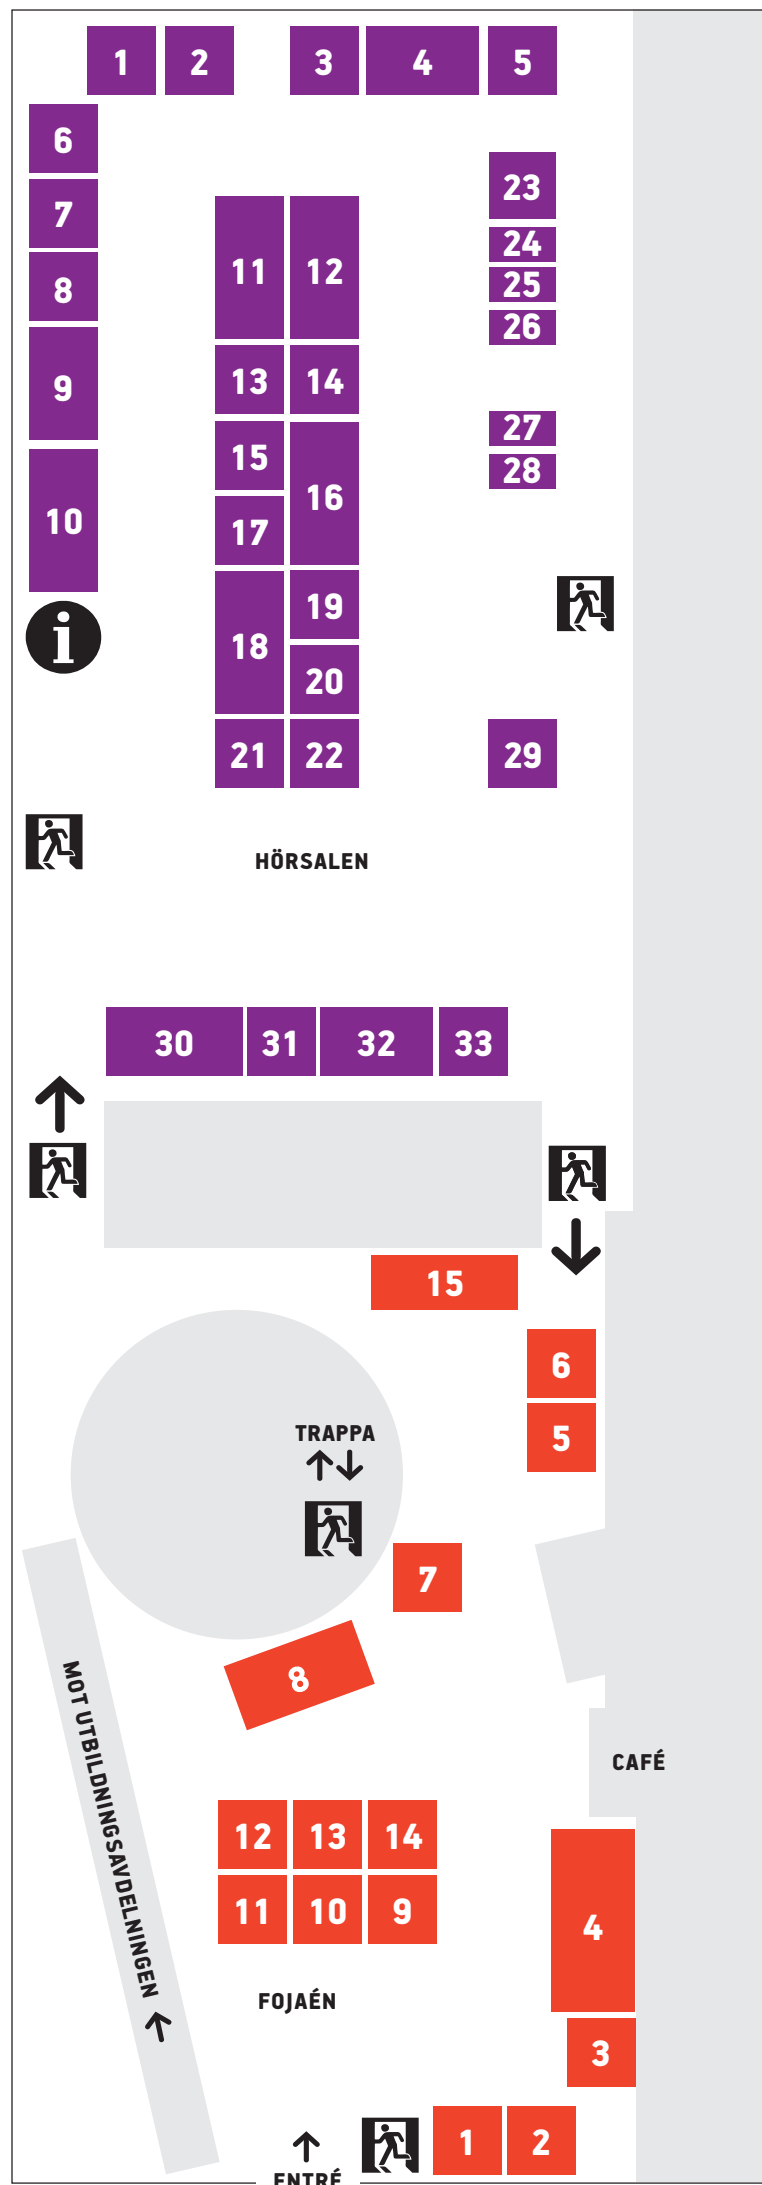 1 2 3 4 5
6
7
8
9
10
i
11 12
13 14
15
16
17
18
19
20
21 22
23
24
25
26
27
28
29
HÖRSALEN
30 31 32 33
15
6
5
TRAPPA
7
8
MOT UTBILDNINGSAVDELNINGEN
CAFÉ
12 13 14
11 10 9
4
FOJAÉN
3
1 2
ENTRÉ